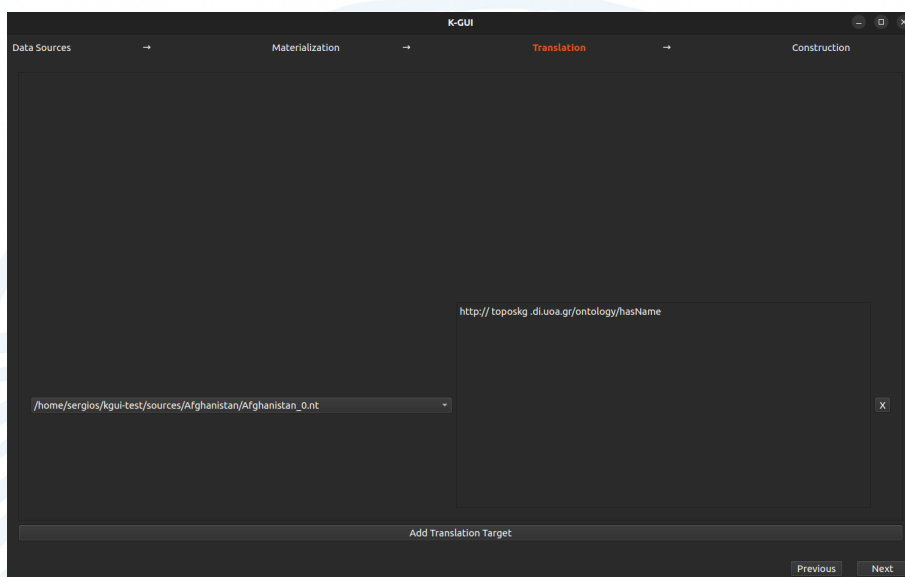 K-GUI
Data Sources → Materialization → Translation → Construction
http:// toposkg .di.uoa.gr/ontology/hasName
/home/sergios/kgui-test/sources/Afghanistan/Afghanistan_0.nt
X
Add Translation Target
Previous Next